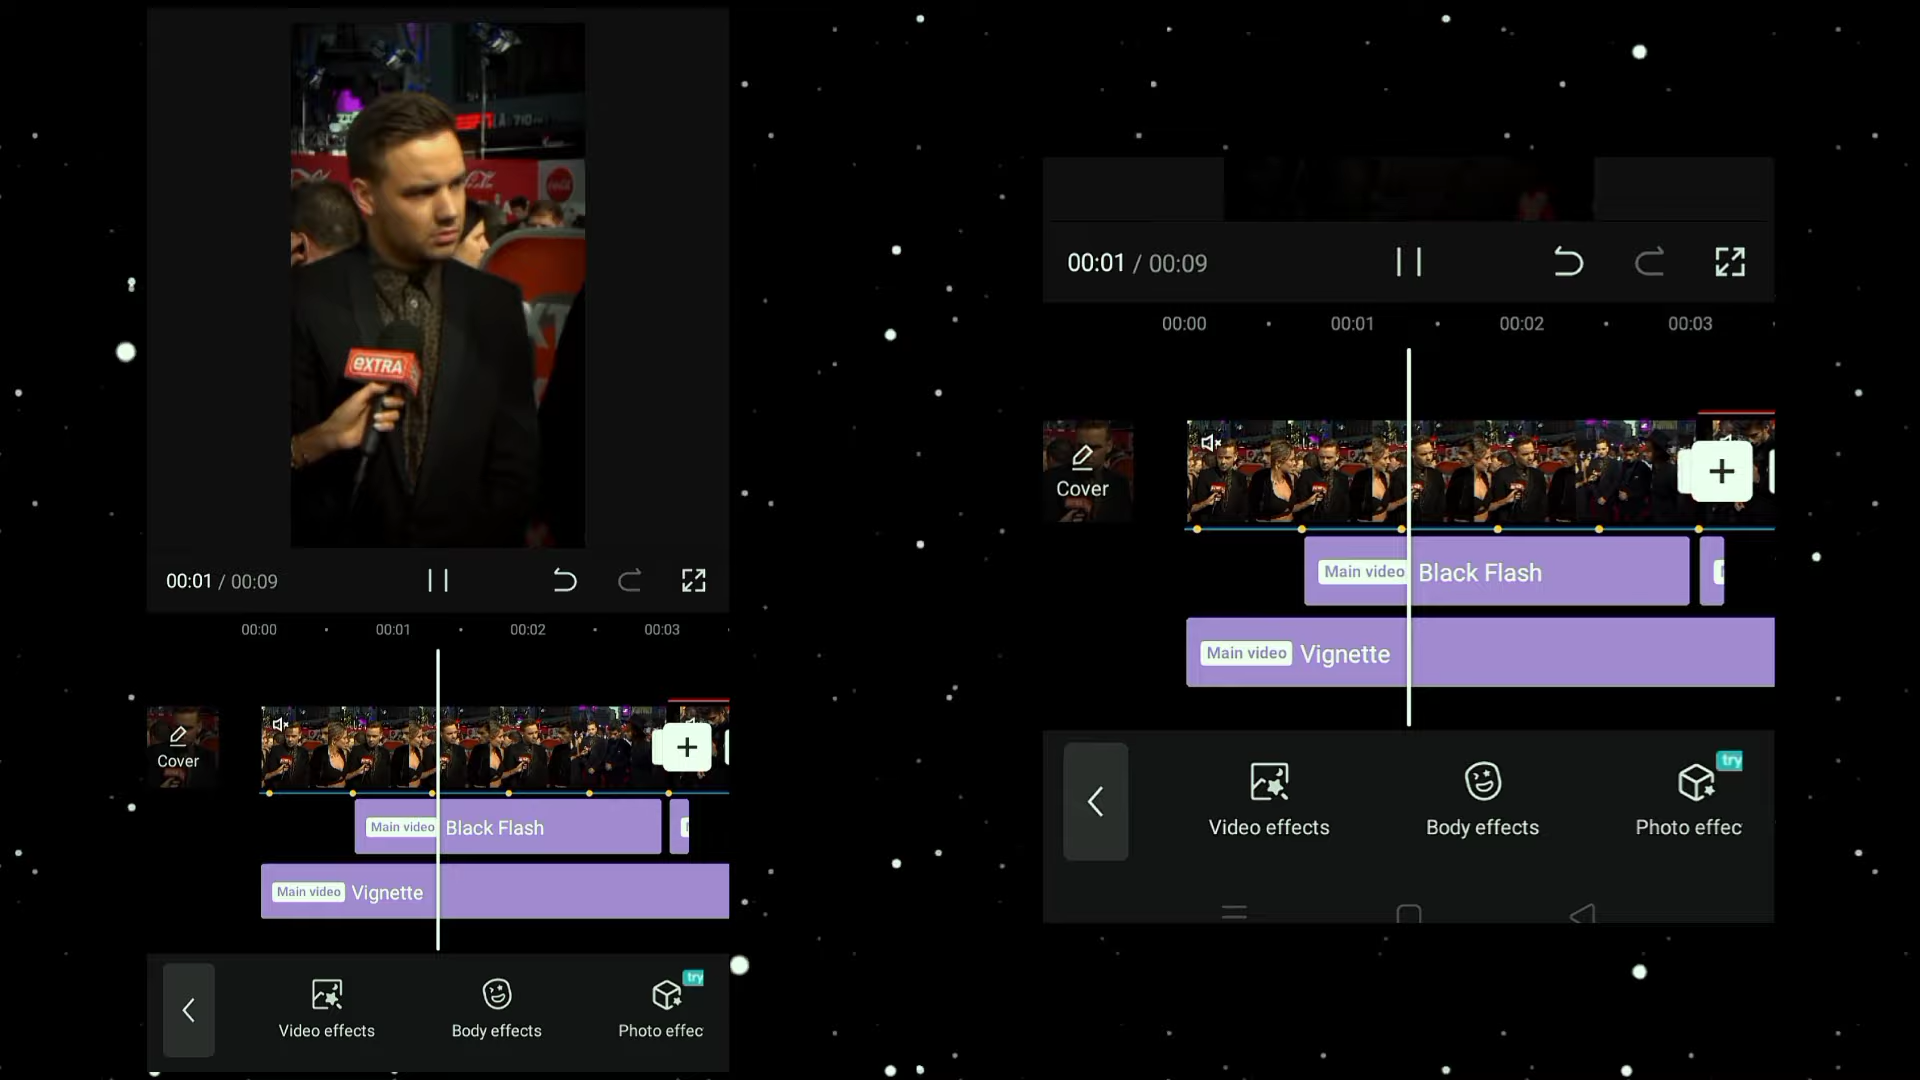 eXTRA
00:01 / 00:09
00:00
00:01
00:02
00:03
Cover
Main video
Black Flash
Main video
Vignette
Video effects
Body effects
Photo effec
try
00:01 / 00:09
00:00
00:01
00:02
00:03
Cover
Main video
Black Flash
Main video
Vignette
Video effects
Body effects
Photo effec
try